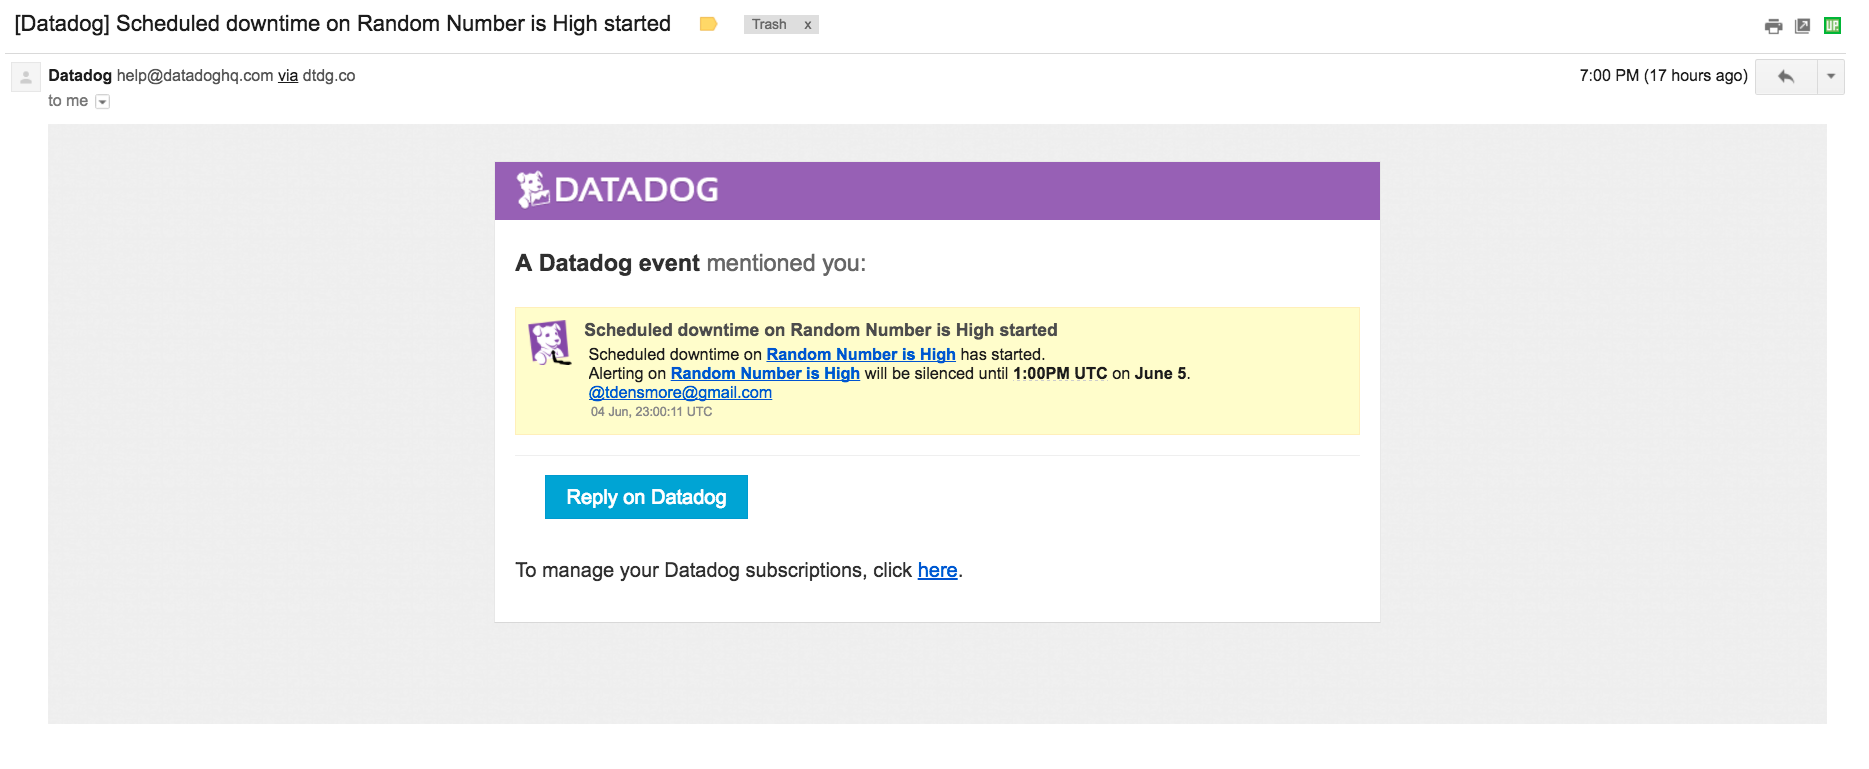 [Datadog] Scheduled downtime on Random Number is High started
Trash x
UP.
Datadog help@datadoghq.com via dtdg.co
7:00 PM (17 hours ago)
to me
DATADOG
A Datadog event mentioned you:
Scheduled downtime on Random Number is High started
Scheduled downtime on Random Number is High has started.
Alerting on Random Number is High will be silenced until 1:00PM UTC on June 5.
@tdensmore@gmail.com
04 Jun, 23:00:11 UTC
Reply on Datadog
To manage your Datadog subscriptions, click here.